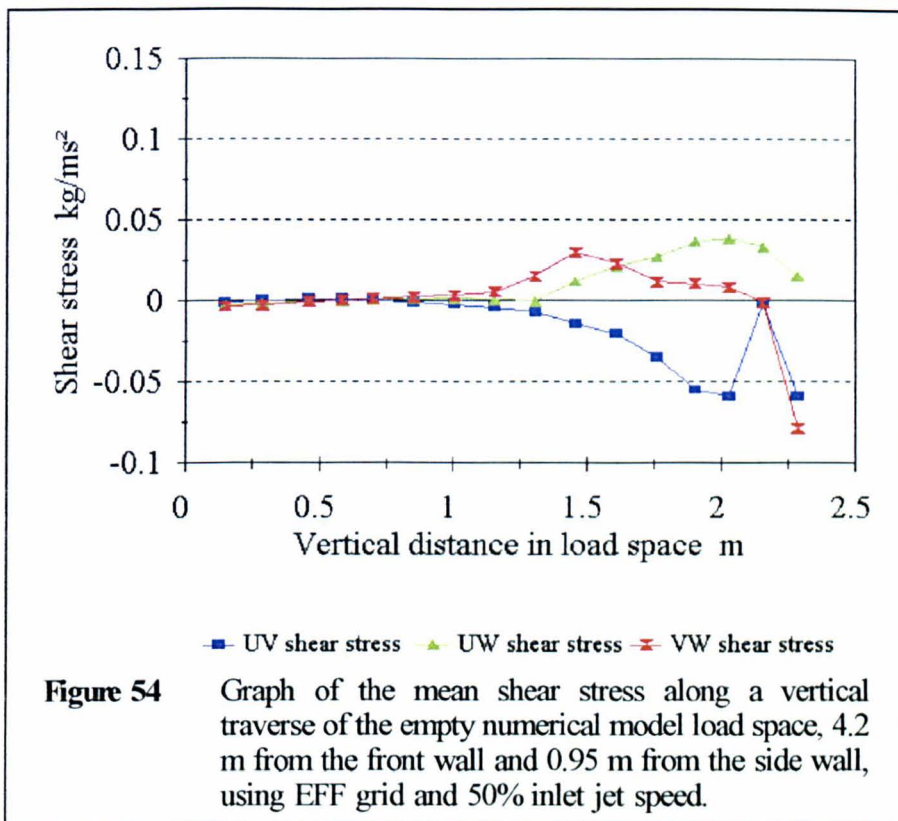 0.15
0.1
0.05
0
-0.05
-0.1
Shear stress kg/ms²
0 0.5 1 1.5 2 2.5
Vertical distance in load space m
UV shear stress UW shear stress VW shear stress
Figure 54 Graph of the mean shear stress along a vertical
traverse of the empty numerical model load space, 4.2
m from the front wall and 0.95 m from the side wall,
using EFF grid and 50% inlet jet speed.